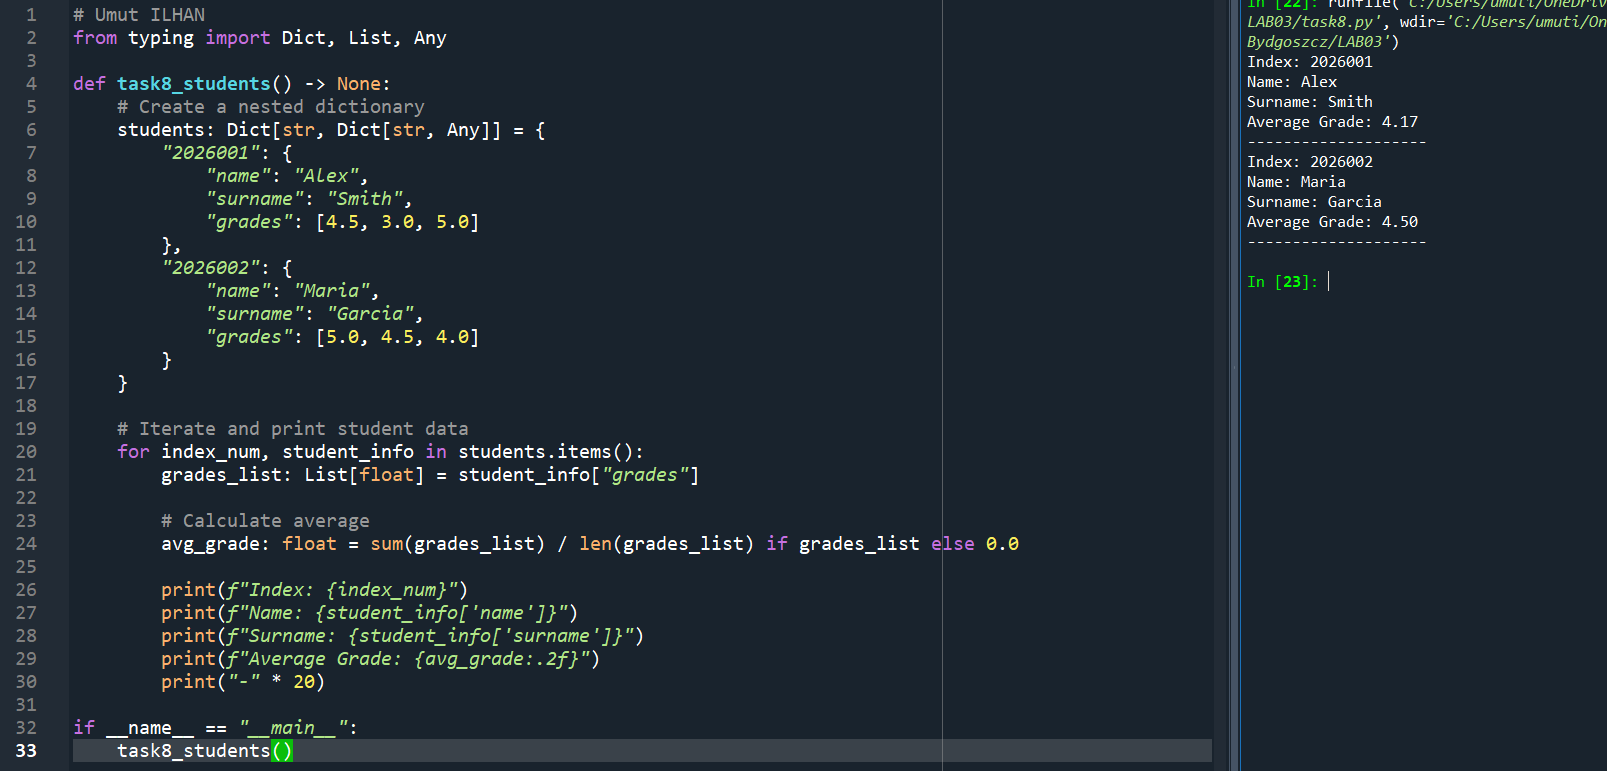 1 # Umut ILHAN
2 from typing import Dict, List, Any
3
4 def task8_students() -> None:
5     # Create a nested dictionary
6     students: Dict[str, Dict[str, Any]] = {
7         "2026001": {
8             "name": "Alex",
9             "surname": "Smith",
10             "grades": [4.5, 3.0, 5.0]
11         },
12         "2026002": {
13             "name": "Maria",
14             "surname": "Garcia",
15             "grades": [5.0, 4.5, 4.0]
16         }
17     }
18
19     # Iterate and print student data
20     for index_num, student_info in students.items():
21         grades_list: List[float] = student_info["grades"]
22
23         # Calculate average
24         avg_grade: float = sum(grades_list) / len(grades_list) if grades_list else 0.0
25
26         print(f"Index: {index_num}")
27         print(f"Name: {student_info['name']}")
28         print(f"Surname: {student_info['surname']}")
29         print(f"Average Grade: {avg_grade:.2f}")
30         print("-" * 20)
31
32 if __name__ == "__main__":
33     task8_students()
In [22]: runfile('C:/Users/umuti/OneDriv
LAB03/task8.py', wdir='C:/Users/umuti/On
Bydgoszcz/LAB03')
Index: 2026001
Name: Alex
Surname: Smith
Average Grade: 4.17
--------------------
Index: 2026002
Name: Maria
Surname: Garcia
Average Grade: 4.50
--------------------
In [23]: